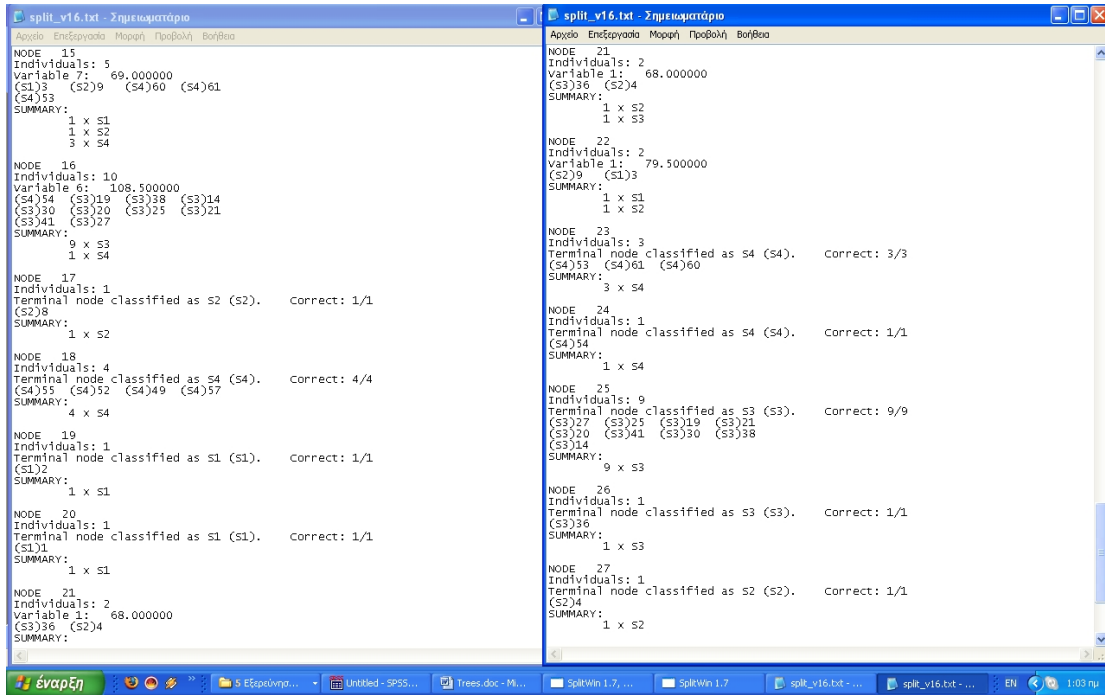 split_v16.txt - Σημειωματάριο
Αρχείο Επεξεργασία Μορφή Προβολή Βοήθεια
NODE 15
Individuals: 5
Variable 7: 69.000000
(S1)3 (S2)9 (S4)60 (S4)61
(S4)53
SUMMARY:
1 x S1
1 x S2
3 x S4
NODE 16
Individuals: 10
Variable 6: 108.500000
(S4)54 (S3)19 (S3)38 (S3)14
(S3)30 (S3)20 (S3)25 (S3)21
(S3)41 (S3)27
SUMMARY:
9 x S3
1 x S4
NODE 17
Individuals: 1
Terminal node classified as S2 (S2). Correct: 1/1
(S2)8
SUMMARY:
1 x S2
NODE 18
Individuals: 4
Terminal node classified as S4 (S4). Correct: 4/4
(S4)55 (S4)52 (S4)49 (S4)57
SUMMARY:
4 x S4
NODE 19
Individuals: 1
Terminal node classified as S1 (S1). Correct: 1/1
(S1)2
SUMMARY:
1 x S1
NODE 20
Individuals: 1
Terminal node classified as S1 (S1). Correct: 1/1
(S1)1
SUMMARY:
1 x S1
NODE 21
Individuals: 2
Variable 1: 68.000000
(S3)36 (S2)4
SUMMARY:
split_v16.txt - Σημειωματάριο
Αρχείο Επεξεργασία Μορφή Προβολή Βοήθεια
NODE 21
Individuals: 2
Variable 1: 68.000000
(S3)36 (S2)4
SUMMARY:
1 x S2
1 x S3
NODE 22
Individuals: 2
Variable 1: 79.500000
(S2)9 (S1)3
SUMMARY:
1 x S1
1 x S2
NODE 23
Individuals: 3
Terminal node classified as S4 (S4). Correct: 3/3
(S4)53 (S4)61 (S4)60
SUMMARY:
3 x S4
NODE 24
Individuals: 1
Terminal node classified as S4 (S4). Correct: 1/1
(S4)54
SUMMARY:
1 x S4
NODE 25
Individuals: 9
Terminal node classified as S3 (S3). Correct: 9/9
(S3)27 (S3)25 (S3)19 (S3)21
(S3)20 (S3)41 (S3)30 (S3)38
(S3)14
SUMMARY:
9 x S3
NODE 26
Individuals: 1
Terminal node classified as S3 (S3). Correct: 1/1
(S3)36
SUMMARY:
1 x S3
NODE 27
Individuals: 1
Terminal node classified as S2 (S2). Correct: 1/1
(S2)4
SUMMARY:
1 x S2
έναρξη » 5 Εξερεύνησ... Untitled - SPSS... Trees.doc - Mi... SplitWin 1.7, ... SplitWin 1.7 split_v16.txt - ... split_v16.txt - ... EN 1:03 πμ